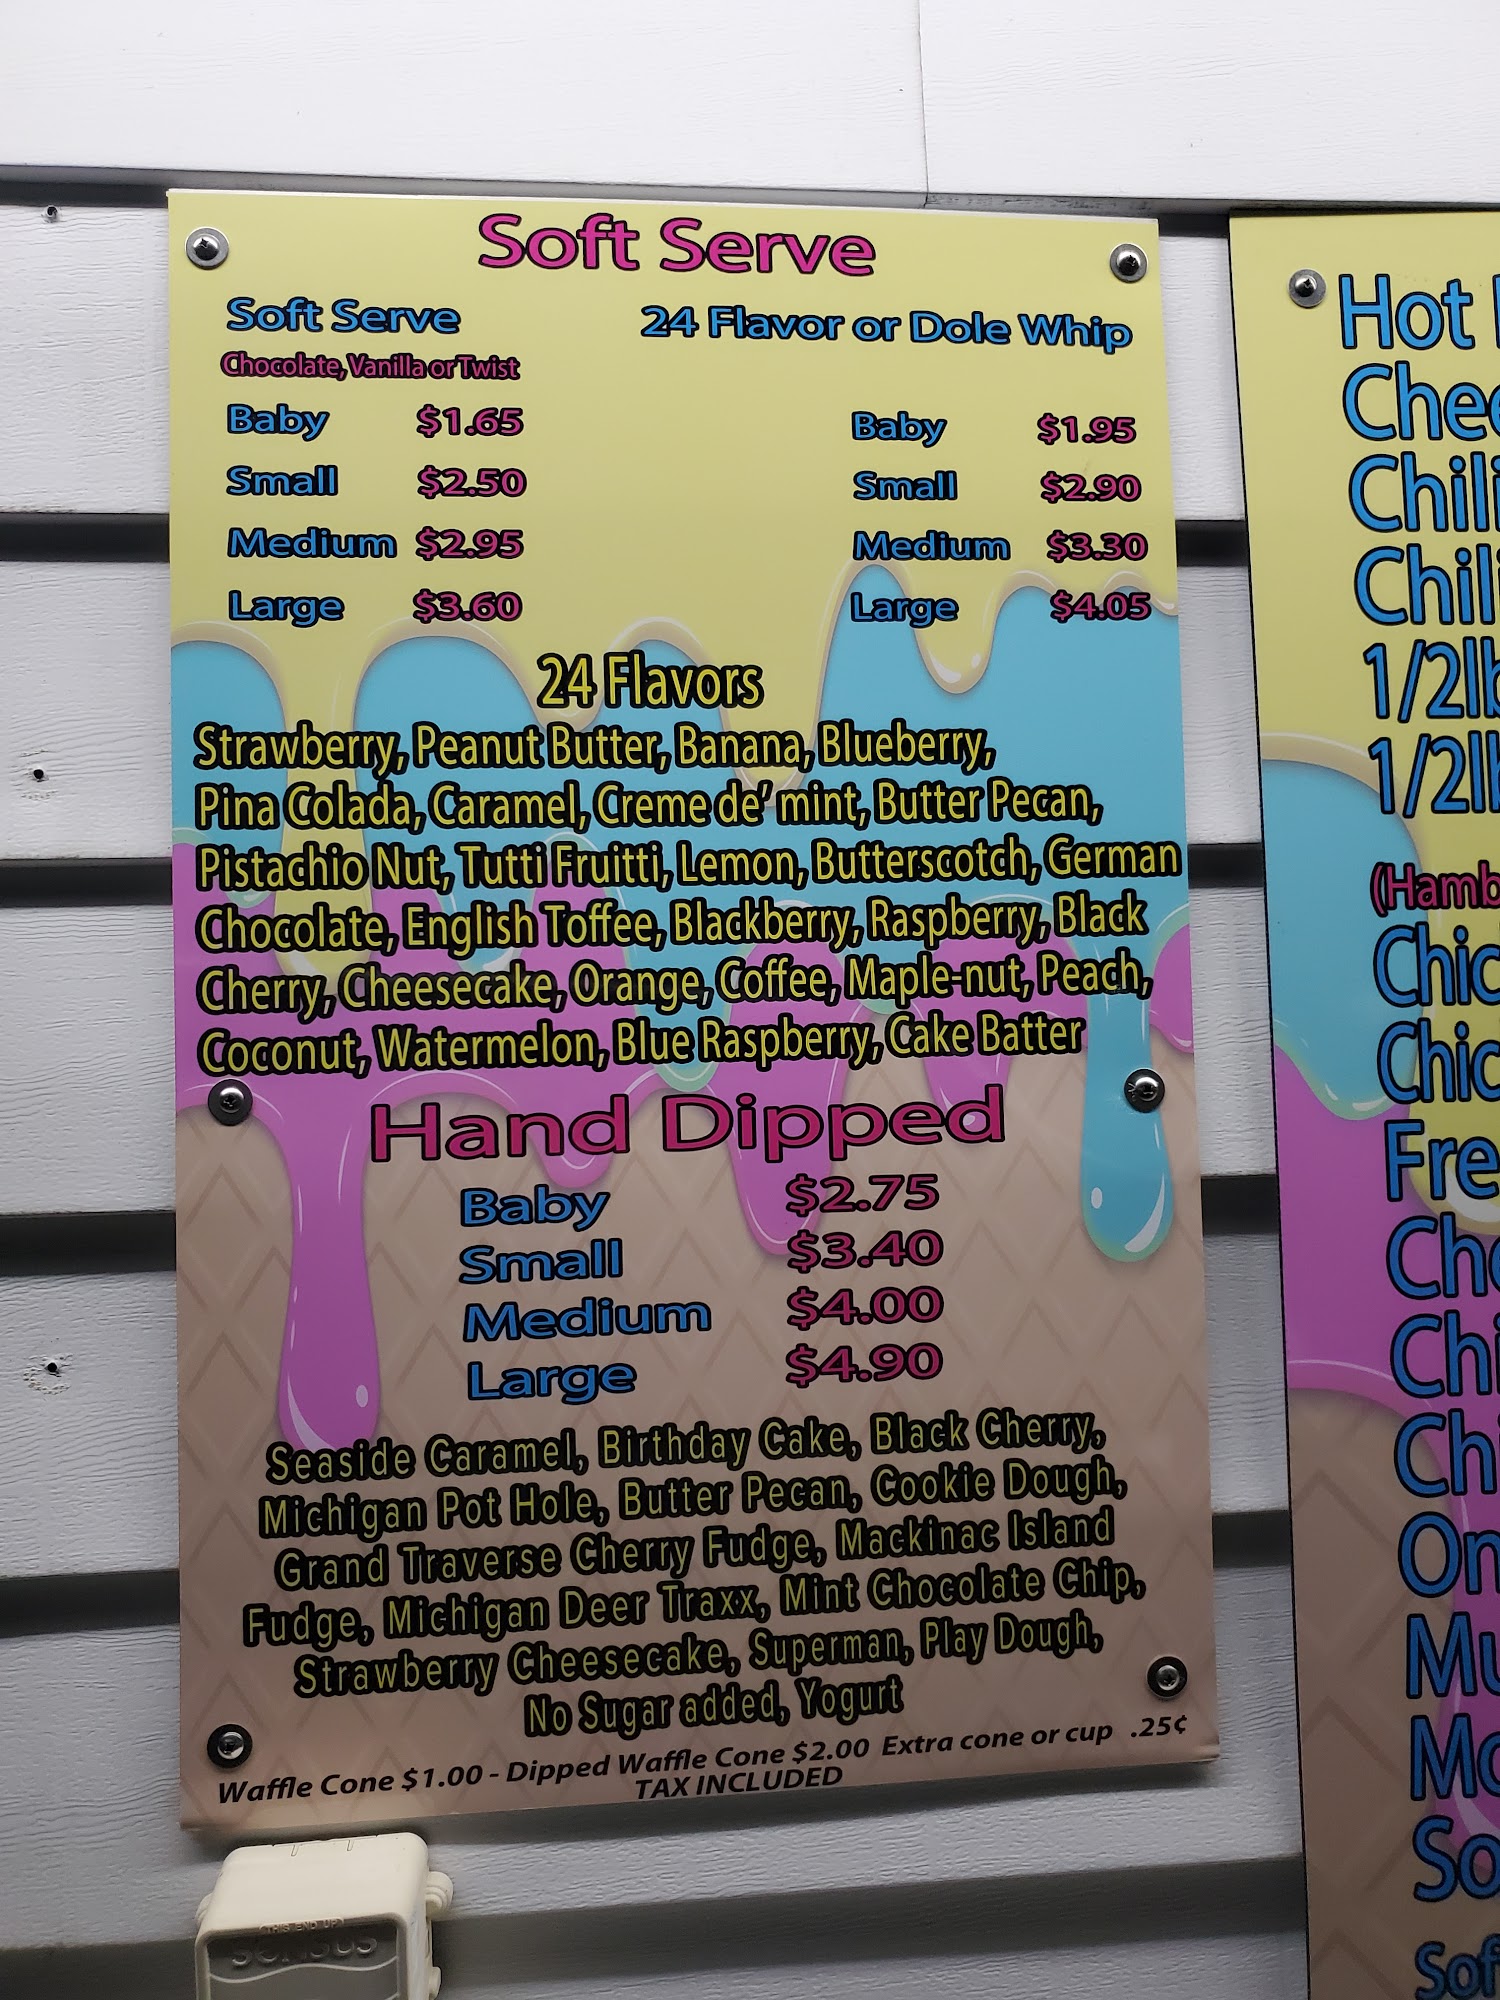 Soft Serve
Soft Serve
Chocolate, Vanilla or Twist
Baby $1.65
Small $2.50
Medium $2.95
Large $3.60
24 Flavor or Dole Whip
Baby $1.95
Small $2.90
Medium $3.30
Large $4.05
24 Flavors
Strawberry, Peanut Butter, Banana, Blueberry,
Pina Colada, Caramel, Creme de' mint, Butter Pecan,
Pistachio Nut, Tutti Fruitti, Lemon, Butterscotch, German
Chocolate, English Toffee, Blackberry, Raspberry, Black
Cherry, Cheesecake, Orange, Coffee, Maple-nut, Peach,
Coconut, Watermelon, Blue Raspberry, Cake Batter
Hand Dipped
Baby $2.75
Small $3.40
Medium $4.00
Large $4.90
Seaside Caramel, Birthday Cake, Black Cherry,
Michigan Pot Hole, Butter Pecan, Cookie Dough,
Grand Traverse Cherry Fudge, Mackinac Island
Fudge, Michigan Deer Traxx, Mint Chocolate Chip,
Strawberry Cheesecake, Superman, Play Dough,
No Sugar added, Yogurt
Waffle Cone $1.00 - Dipped Waffle Cone $2.00 Extra cone or cup .25¢
TAX INCLUDED
THIS END UP
sensus
Hot
1/2lb